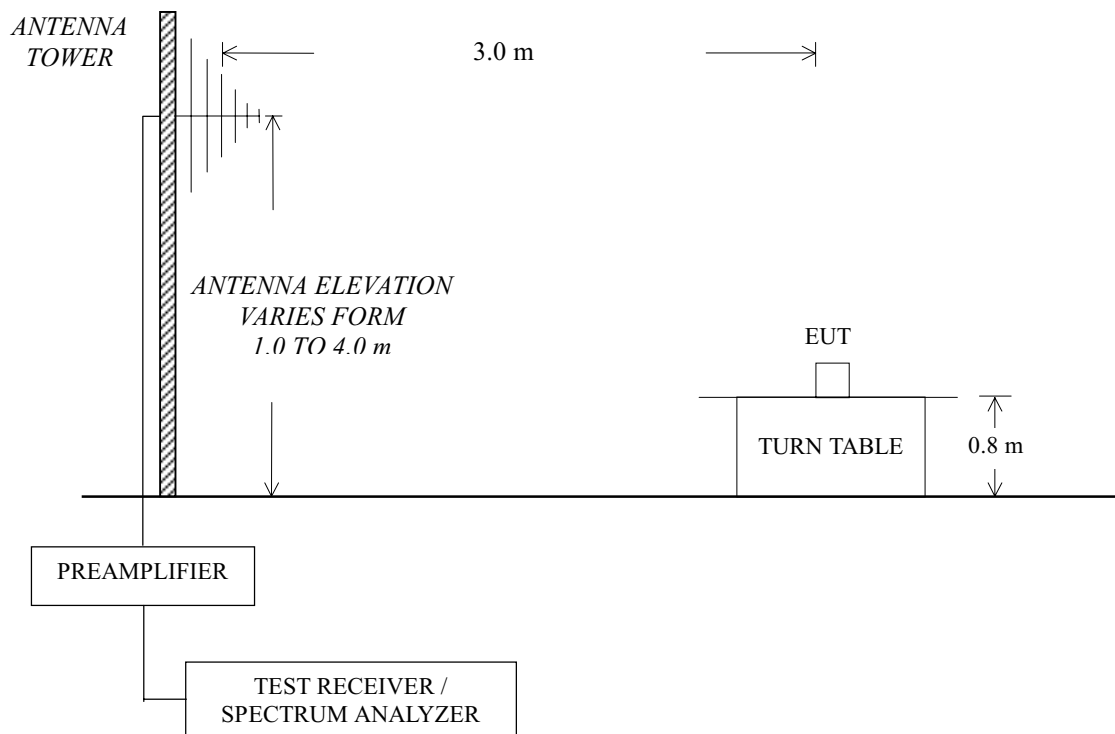 ANTENNA
TOWER
3.0 m
ANTENNA ELEVATION
VARIES FORM
1.0 TO 4.0 m
EUT
TURN TABLE
0.8 m
PREAMPLIFIER
TEST RECEIVER /
SPECTRUM ANALYZER